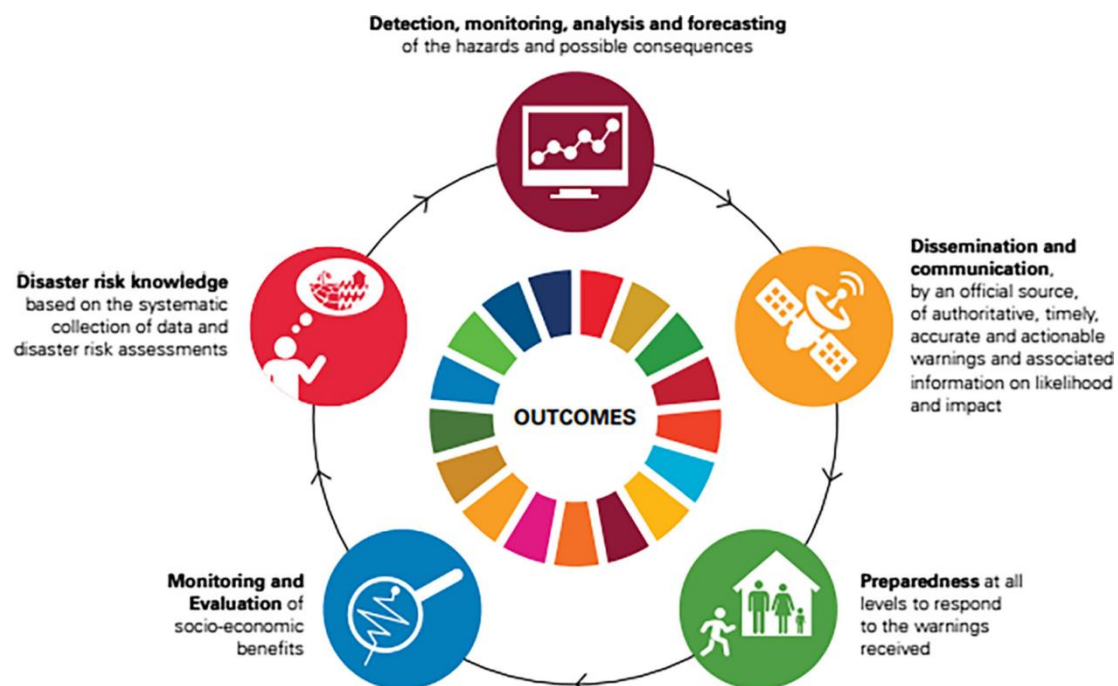 Detection, monitoring, analysis and forecasting
of the hazards and possible consequences
Dissemination and
communication,
by an official source,
of authoritative, timely,
accurate and actionable
warnings and associated
information on likelihood
and impact
Disaster risk knowledge
based on the systematic
collection of data and
disaster risk assessments
OUTCOMES
Monitoring and
Evaluation of
socio-economic
benefits
Preparedness at all
levels to respond
to the warnings
received